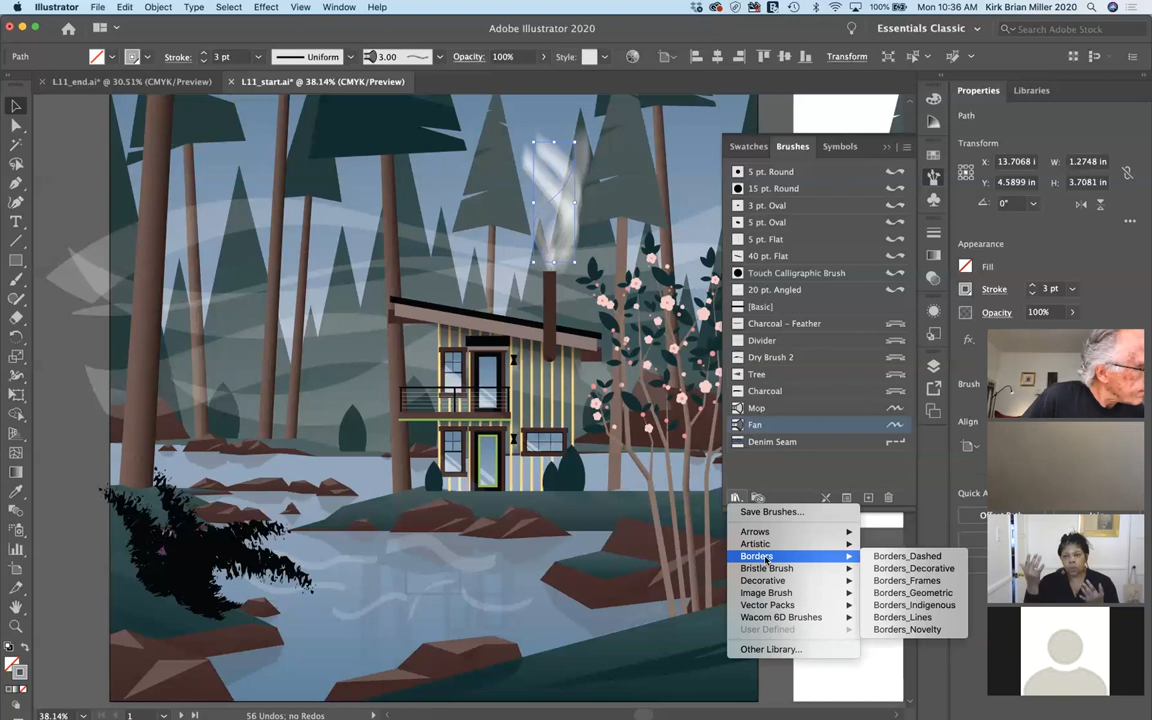 Illustrator File Edit Object Type Select Effect View Window Help 100% Mon 10:36 AM Kirk Brian Miller 2020
Adobe Illustrator 2020
Essentials Classic
Search Adobe Stock
Path Stroke: 3 pt Uniform 3.00 Opacity: 100% Style: Transform
L11_end.ai* @ 30.51% (CMYK/Preview)
L11_start.ai* @ 38.14% (CMYK/Preview)
Properties Libraries
Path
Transform
X: 13.7068 i W: 1.2748 in
Y: 4.5899 in H: 3.7081 in
0°
Appearance
Fill
Stroke 3 pt
Opacity 100%
fx.
Brush
Align
Quick A
Off
Swatches Brushes Symbols
5 pt. Round
15 pt. Round
3 pt. Oval
5 pt. Oval
5 pt. Flat
40 pt. Flat
Touch Calligraphic Brush
20 pt. Angled
[Basic]
Charcoal - Feather
Divider
Dry Brush 2
Tree
Charcoal
Mop
Fan
Denim Seam
Save Brushes...
Arrows
Artistic
Borders
Bristle Brush
Decorative
Image Brush
Vector Packs
Wacom 6D Brushes
User Defined
Other Library...
Borders_Dashed
Borders_Decorative
Borders_Frames
Borders_Geometric
Borders_Indigenous
Borders_Lines
Borders_Novelty
38.14% 1 56 Undos; no Redos